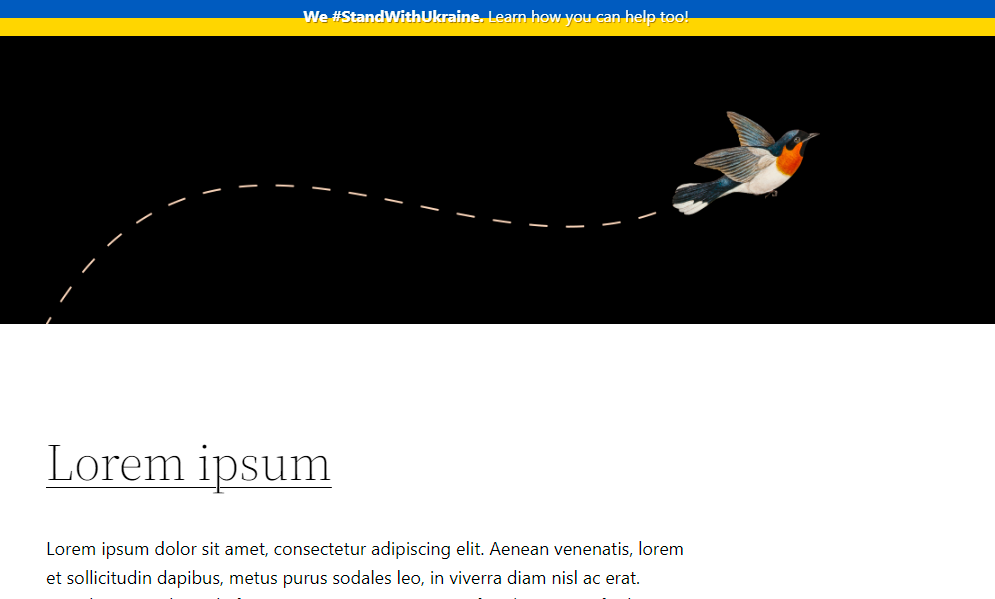 We #StandWithUkraine. Learn how you can help too!
Lorem ipsum
Lorem ipsum dolor sit amet, consectetur adipiscing elit. Aenean venenatis, lorem
et sollicitudin dapibus, metus purus sodales leo, in viverra diam nisl ac erat.